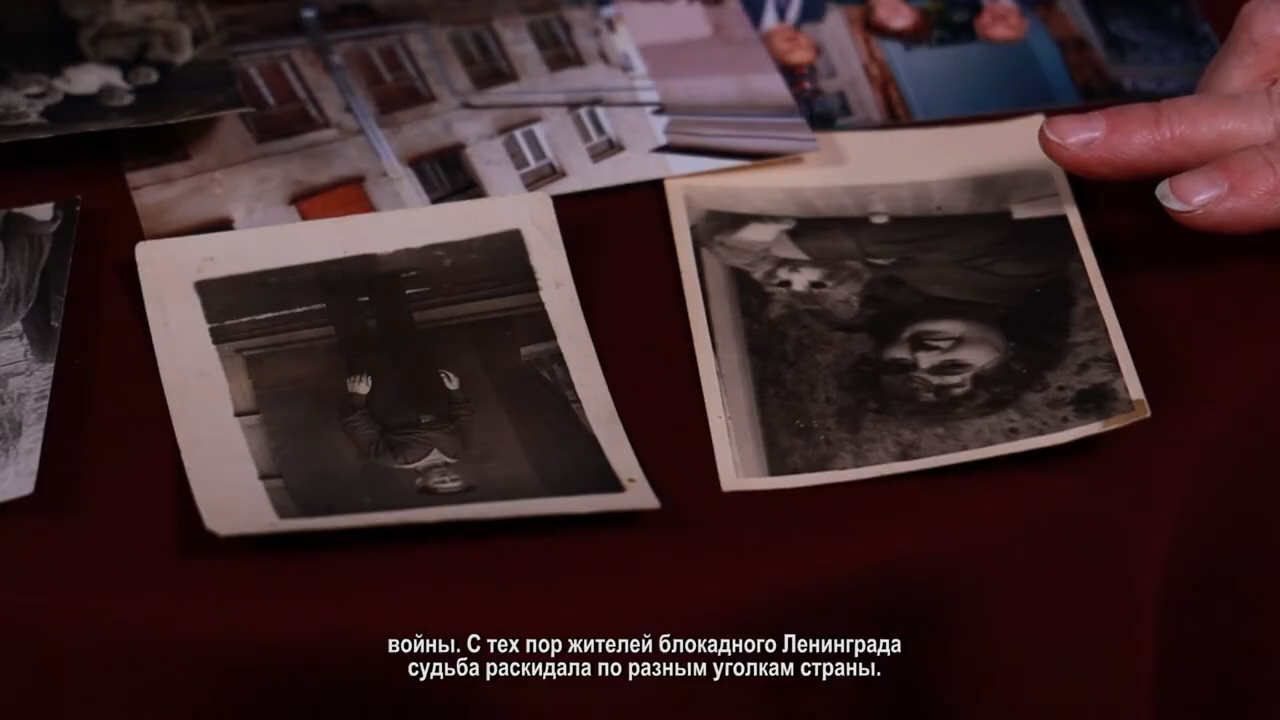 войны. С тех пор жителей блокадного Ленинграда
судьба раскидала по разным уголкам страны.